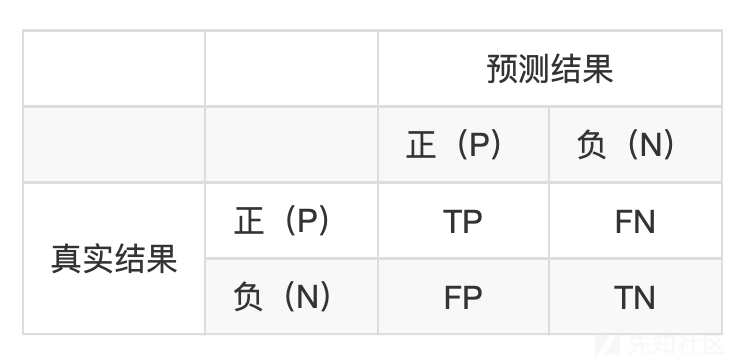 预测结果
正（P） 负（N）
真实结果
正（P） TP FN
负（N） FP TN
先知社区